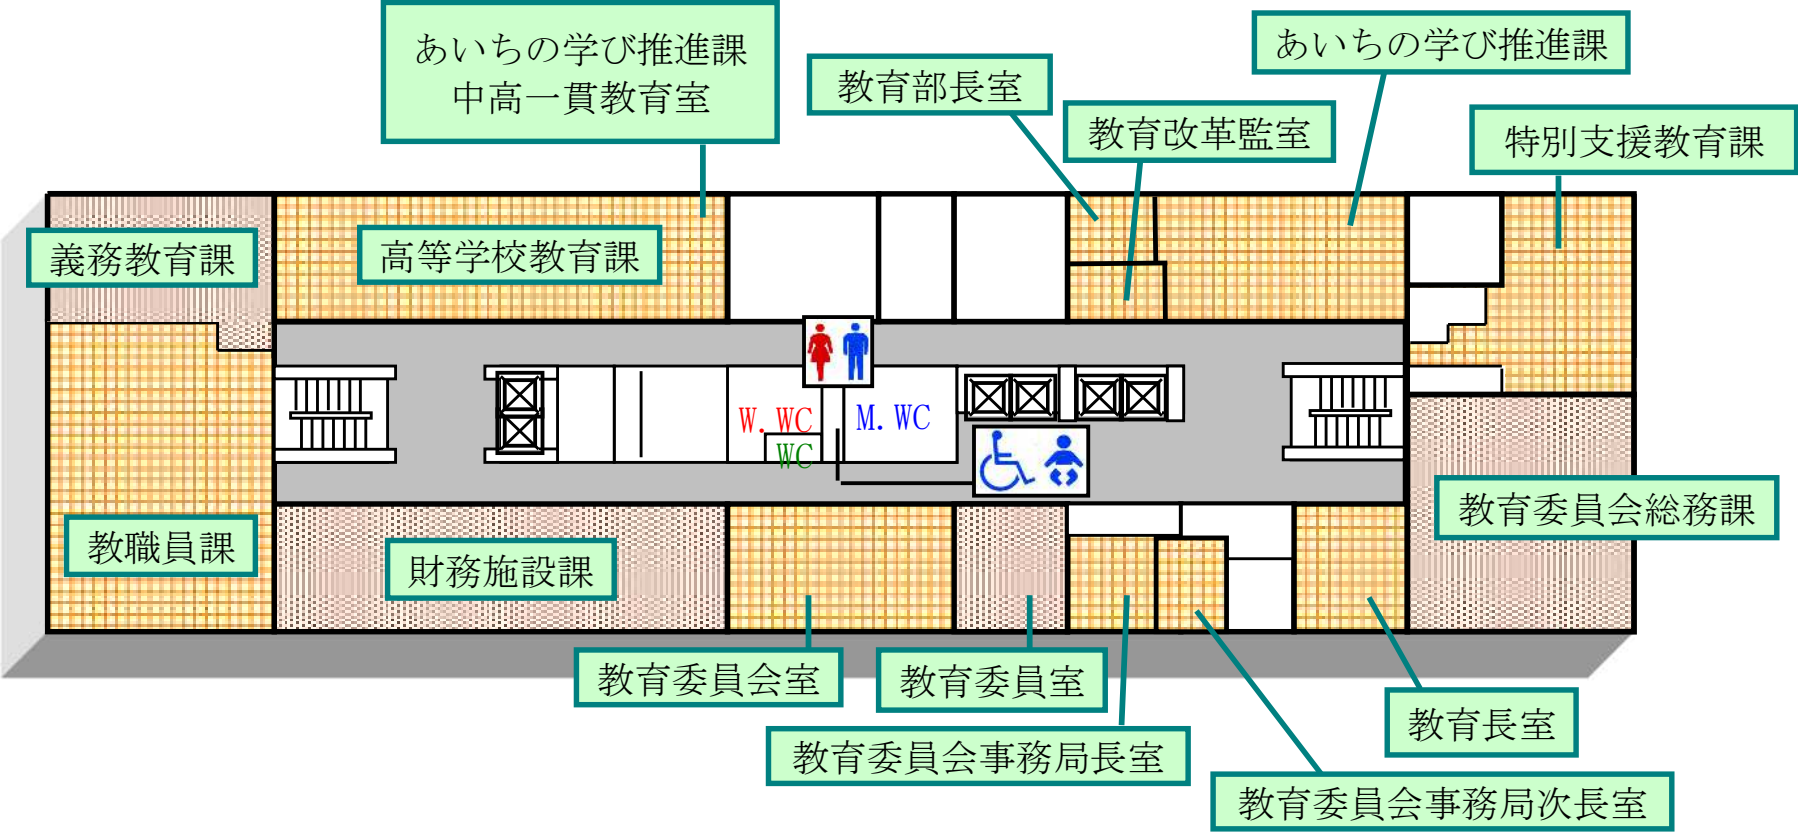 あいちの学び推進課
中高一貫教育室
教育部長室
あいちの学び推進課
教育改革監室
特別支援教育課
義務教育課
高等学校教育課
W.WC
M.WC
WC
教育委員会総務課
教職員課
財務施設課
教育委員会室
教育委員室
教育長室
教育委員会事務局長室
教育委員会事務局次長室